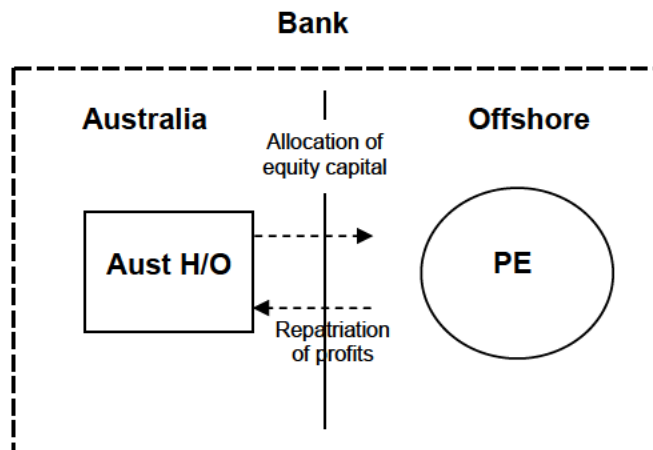 Bank
Australia
Offshore
Allocation of
equity capital
Aust H/O
PE
Repatriation
of profits